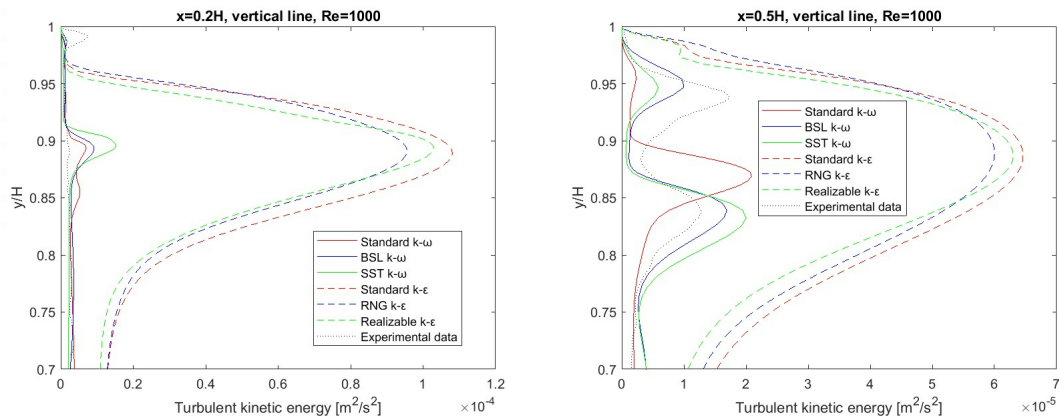 x=0.2H, vertical line, Re=1000
1
0.95
0.9
0.85
0.8
0.75
0.7
y/H
Standard k-ω
BSL k-ω
SST k-ω
Standard k-ε
RNG k-ε
Realizable k-ε
Experimental data
0 0.2 0.4 0.6 0.8 1 1.2
Turbulent kinetic energy [m²/s²]
×10⁻⁴
x=0.5H, vertical line, Re=1000
1
0.95
0.9
0.85
0.8
0.75
0.7
y/H
Standard k-ω
BSL k-ω
SST k-ω
Standard k-ε
RNG k-ε
Realizable k-ε
Experimental data
0 1 2 3 4 5 6 7
Turbulent kinetic energy [m²/s²]
×10⁻⁵